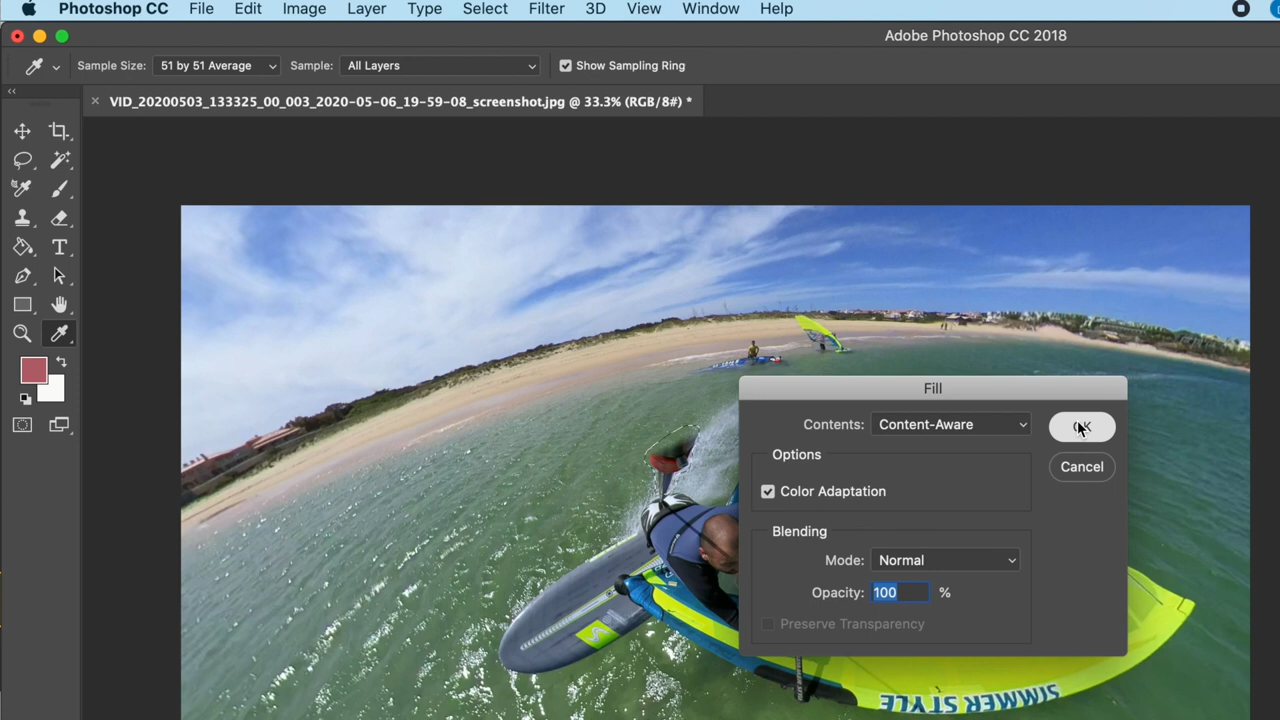 Photoshop CC File Edit Image Layer Type Select Filter 3D View Window Help
Adobe Photoshop CC 2018
Sample Size: 51 by 51 Average Sample: All Layers Show Sampling Ring
VID_20200503_133325_00_003_2020-05-06_19-59-08_screenshot.jpg @ 33.3% (RGB/8#) *
Fill
Contents: Content-Aware
OK
Options
Cancel
Color Adaptation
Blending
Mode: Normal
Opacity: 100 %
Preserve Transparency
SIMMER STYLE